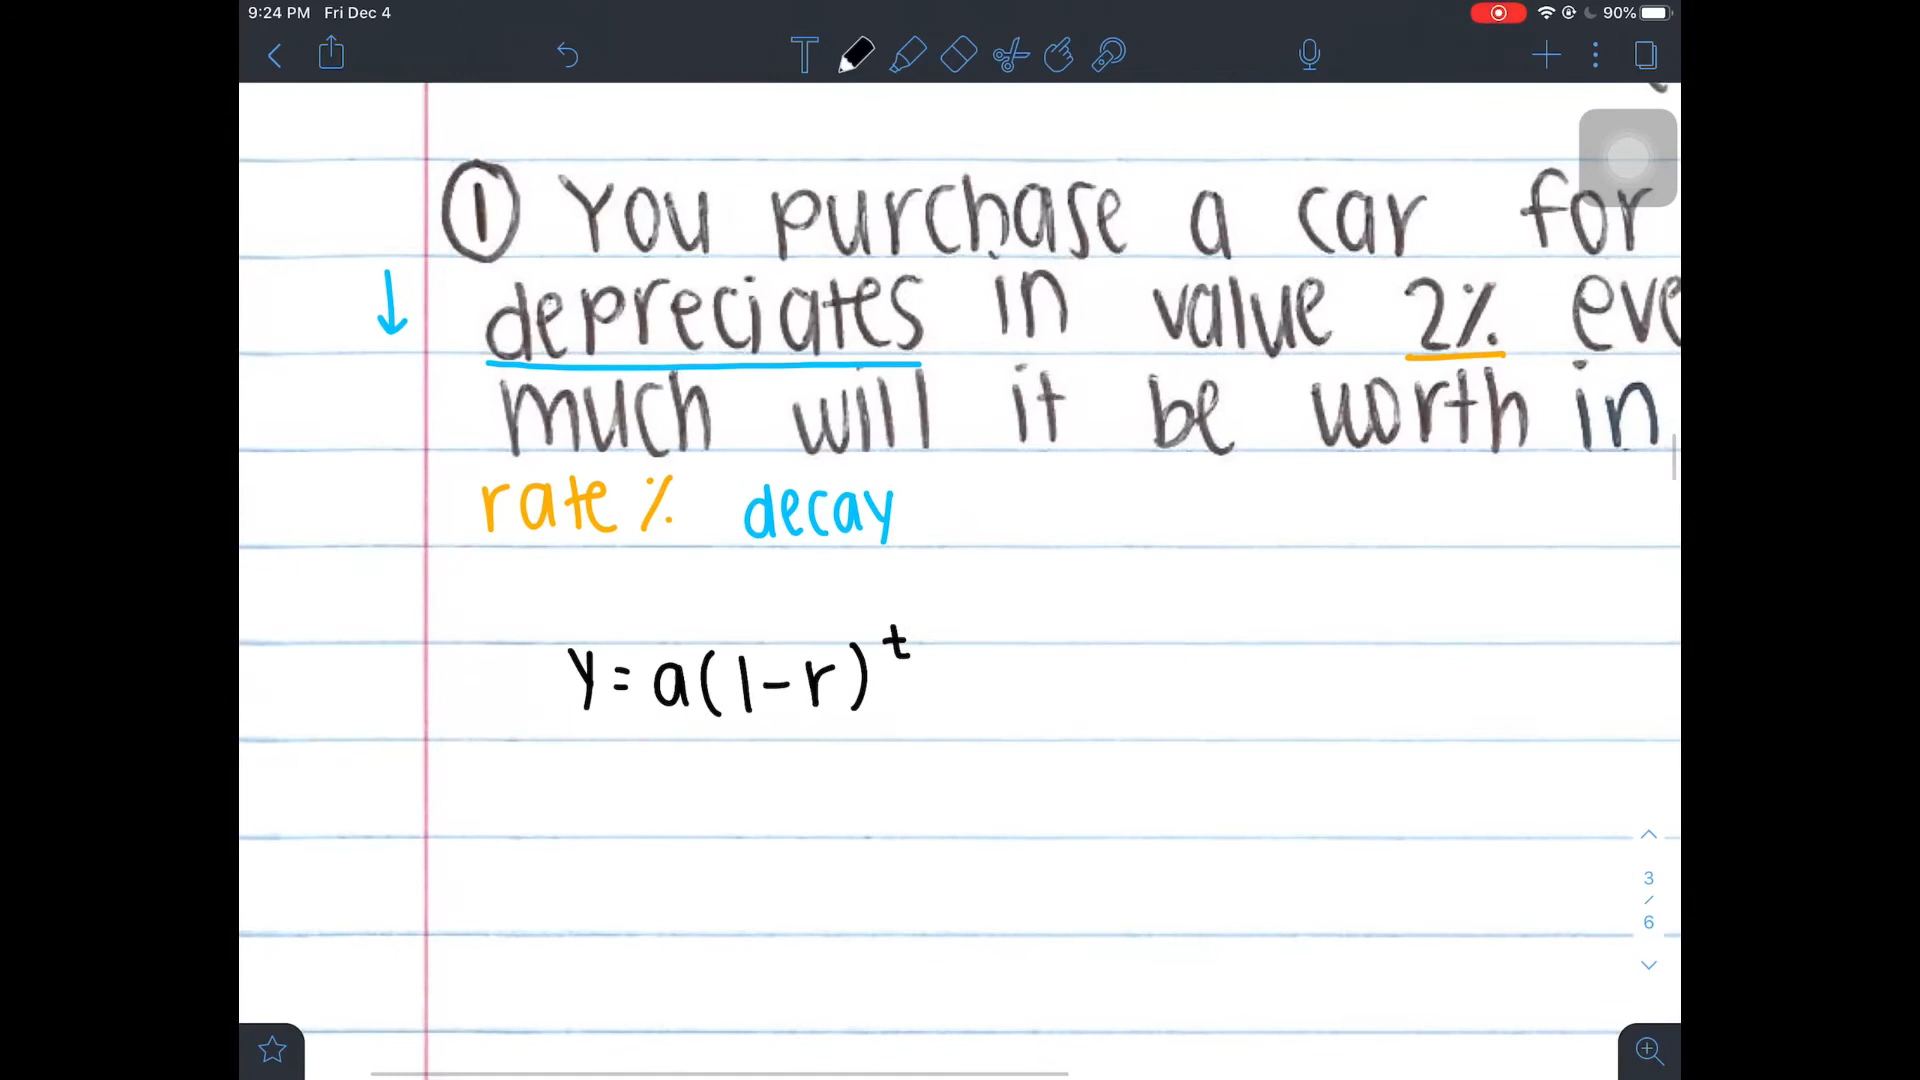 9:24 PM Fri Dec 4
90%
① You purchase a car for
depreciates in value 2% eve
much will it be worth in
rate % decay
y = a(1-r)^t
3
/
6